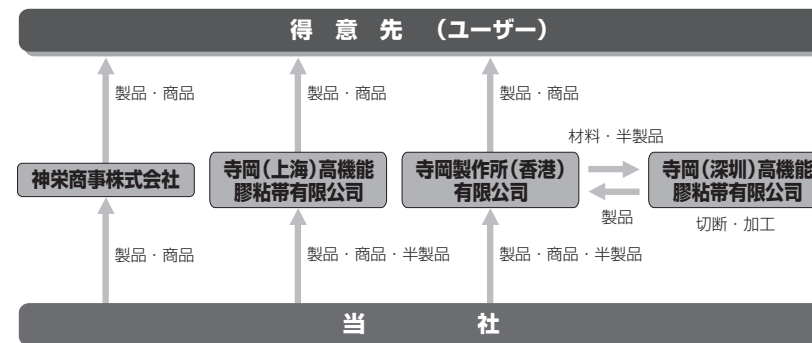 得 意 先 （ユーザー）
製品・商品
製品・商品
製品・商品
材料・半製品
神栄商事株式会社
寺岡（上海）高機能
膠粘帯有限公司
寺岡製作所（香港）
有限公司
寺岡（深圳）高機能
膠粘帯有限公司
製品
切断・加工
製品・商品
製品・商品・半製品
製品・商品・半製品
当 社